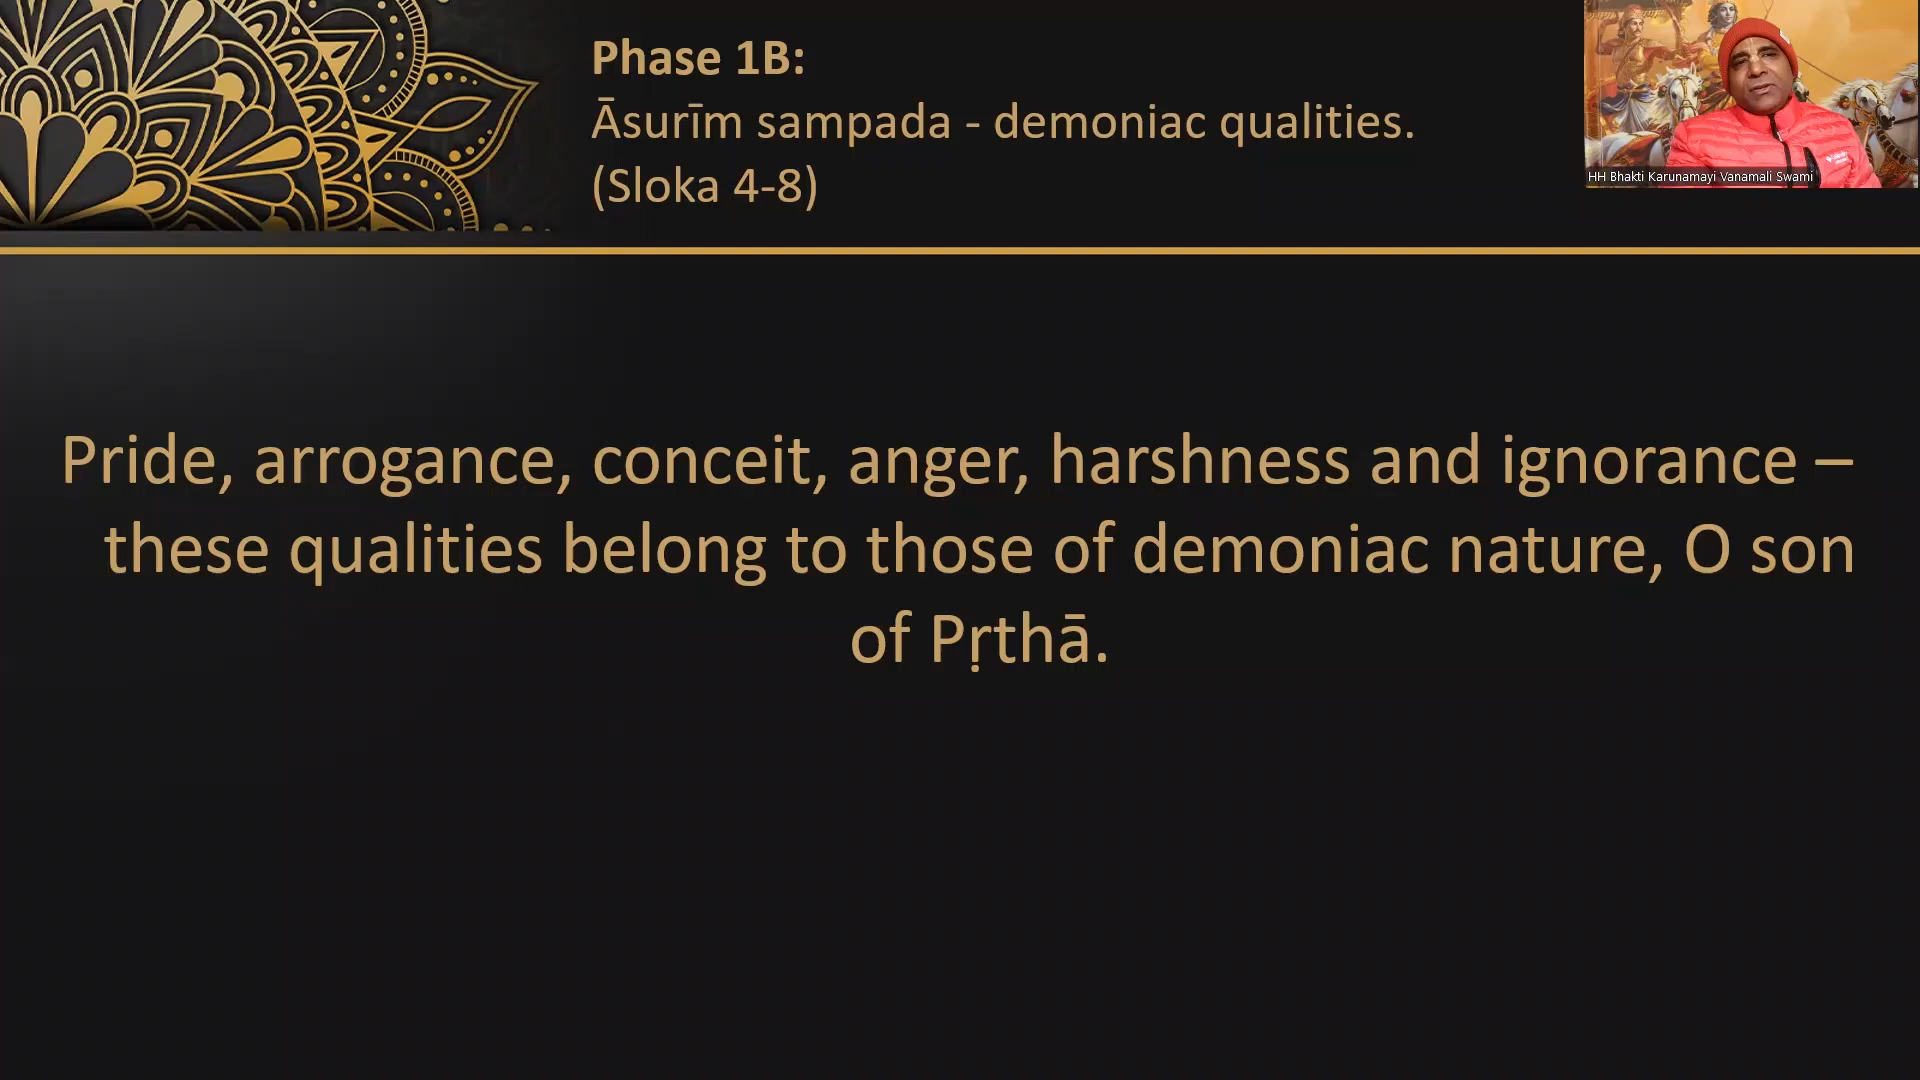 Phase 1B:
Āsurīm sampada - demoniac qualities.
(Sloka 4-8)
HH Bhakti Karunamayi Vanamali Swami
Pride, arrogance, conceit, anger, harshness and ignorance –
these qualities belong to those of demoniac nature, O son
of Pṛthā.